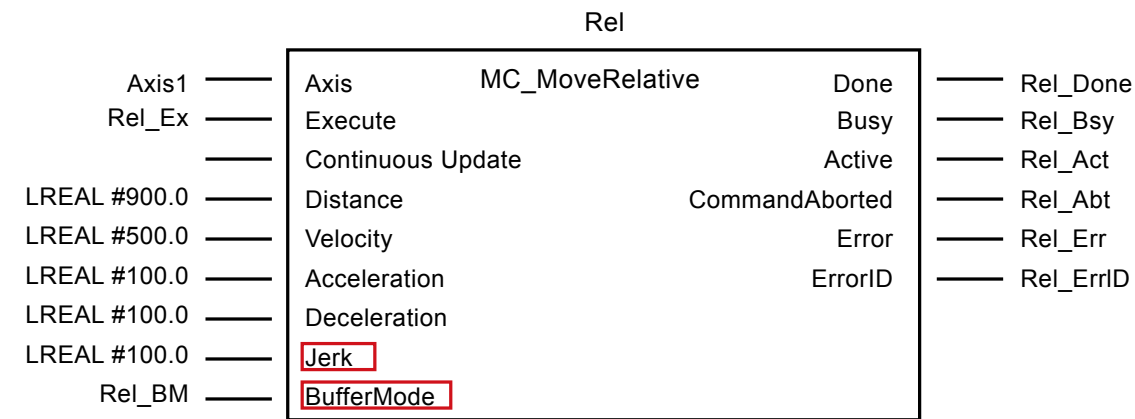 Rel
Axis1 Axis MC_MoveRelative Done Rel_Done
Rel_Ex Execute Busy Rel_Bsy
Continuous Update Active Rel_Act
LREAL #900.0 Distance CommandAborted Rel_Abt
LREAL #500.0 Velocity Error Rel_Err
LREAL #100.0 Acceleration ErrorID Rel_ErrID
LREAL #100.0 Deceleration
LREAL #100.0 Jerk
Rel_BM BufferMode